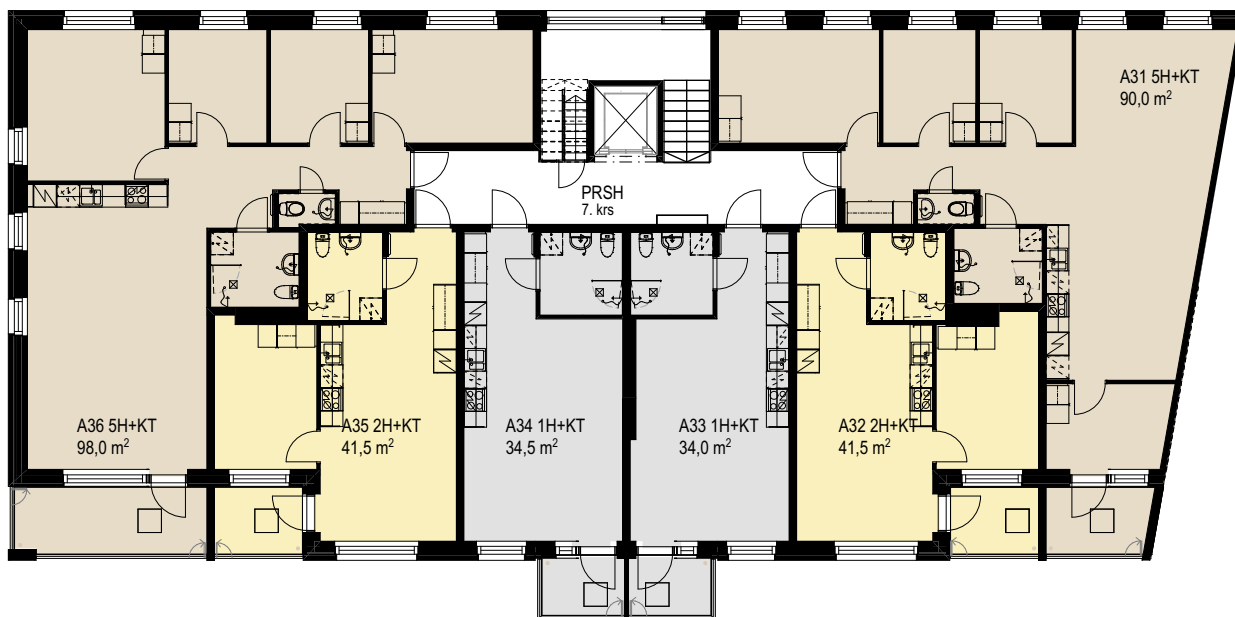 A31 5H+KT
90,0 m²
PRSH
7. krs
A36 5H+KT
98,0 m²
A35 2H+KT
41,5 m²
A34 1H+KT
34,5 m²
A33 1H+KT
34,0 m²
A32 2H+KT
41,5 m²